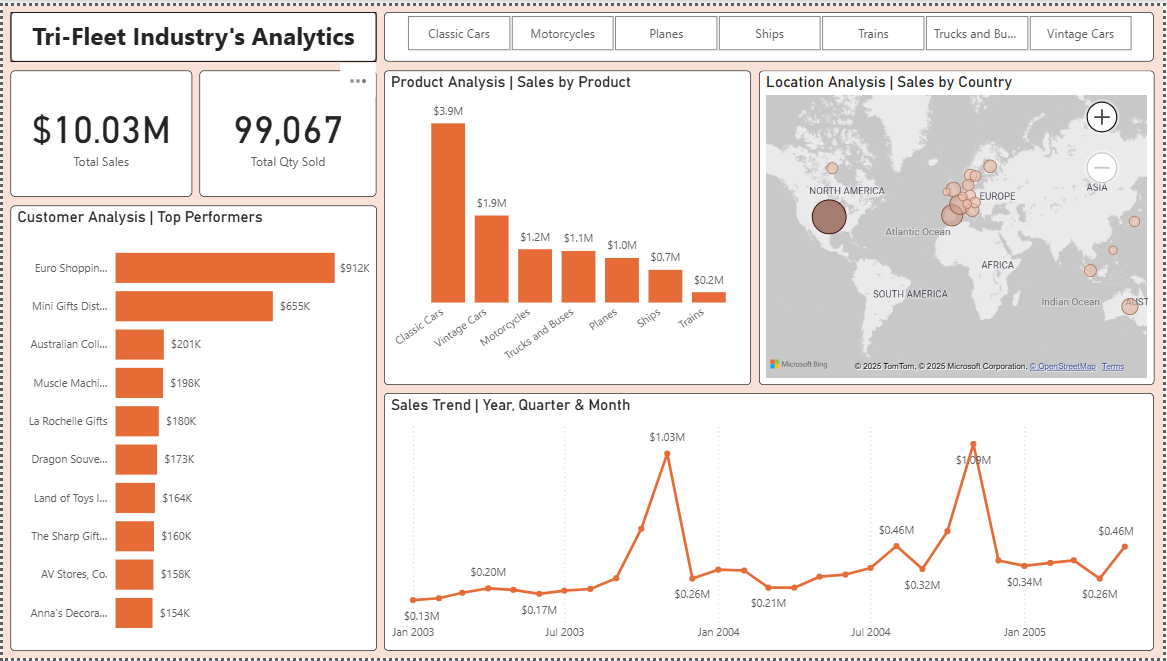 Tri-Fleet Industry's Analytics
Classic Cars
Motorcycles
Planes
Ships
Trains
Trucks and Bu...
Vintage Cars
$10.03M
Total Sales
99,067
Total Qty Sold
Customer Analysis | Top Performers
Euro Shoppin...
$912K
Mini Gifts Dist...
$655K
Australian Coll...
$201K
Muscle Machi...
$198K
La Rochelle Gifts
$180K
Dragon Souve...
$173K
Land of Toys I...
$164K
The Sharp Gift...
$160K
AV Stores, Co.
$158K
Anna's Decora...
$154K
Product Analysis | Sales by Product
$3.9M
$1.9M
$1.2M
$1.1M
$1.0M
$0.7M
$0.2M
Classic Cars
Vintage Cars
Motorcycles
Trucks and Buses
Planes
Ships
Trains
Location Analysis | Sales by Country
NORTH AMERICA
EUROPE
ASIA
Atlantic Ocean
AFRICA
SOUTH AMERICA
Indian Ocean
AUST
Microsoft Bing
© 2025 TomTom, © 2025 Microsoft Corporation, © OpenStreetMap Terms
Sales Trend | Year, Quarter & Month
$0.13M
$0.20M
$0.17M
$1.03M
$0.26M
$0.21M
$0.46M
$0.32M
$1.09M
$0.34M
$0.26M
$0.46M
Jan 2003
Jul 2003
Jan 2004
Jul 2004
Jan 2005